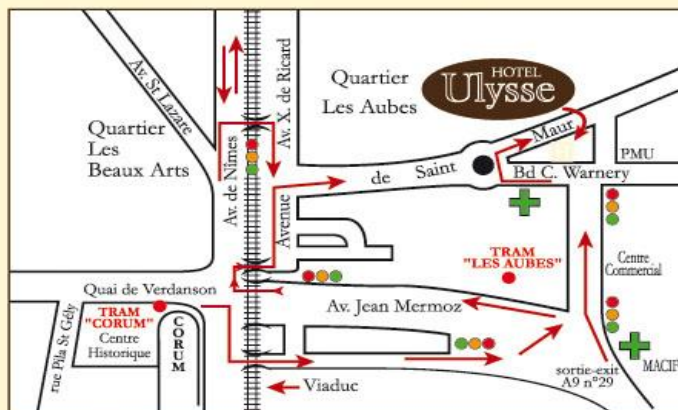 Av. St Lazare
Av. X. de Ricard
Quartier
Les Aubes
HOTEL
Ulysse
Quartier
Les
Beaux Arts
Av. de Nîmes
Avenue
de Saint
Maur
PMU
Bd C. Warnery
TRAM
"LES AUBES"
Centre
Commercial
Quai de Verdanson
TRAM
"CORUM"
Centre
Historique
CORUM
rue Pila St Gély
Av. Jean Mermoz
Viaduc
sortie-exit
A9 n°29
MACIF